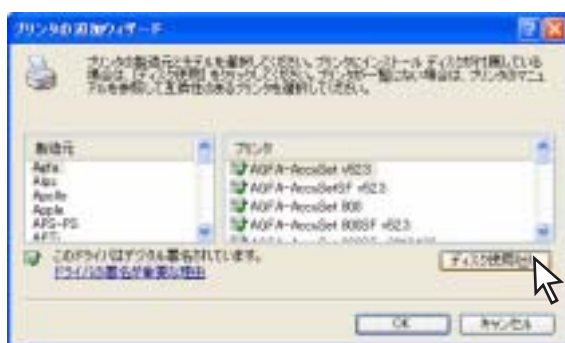 プリンタの追加ウィザード
プリンタの製造元とモデルを選択してください。プリンタにインストール ディスクが付属している
場合は、[ディスク使用] をクリックしてください。プリンタが一覧にない場合は、プリンタのマニュ
アルを参照して互換性のあるプリンタを選択してください。
製造元
Agfa
Alps
Apollo
Apple
APS-PS
プリンタ
AGFA-AccuSet v52.3
AGFA-AccuSetSF v52.3
AGFA-AccuSet 800
AGFA-AccuSet 800SF v52.3
このドライバはデジタル署名されています。
ドライバの署名が重要な理由
ディスク使用(H)...
OK
キャンセル